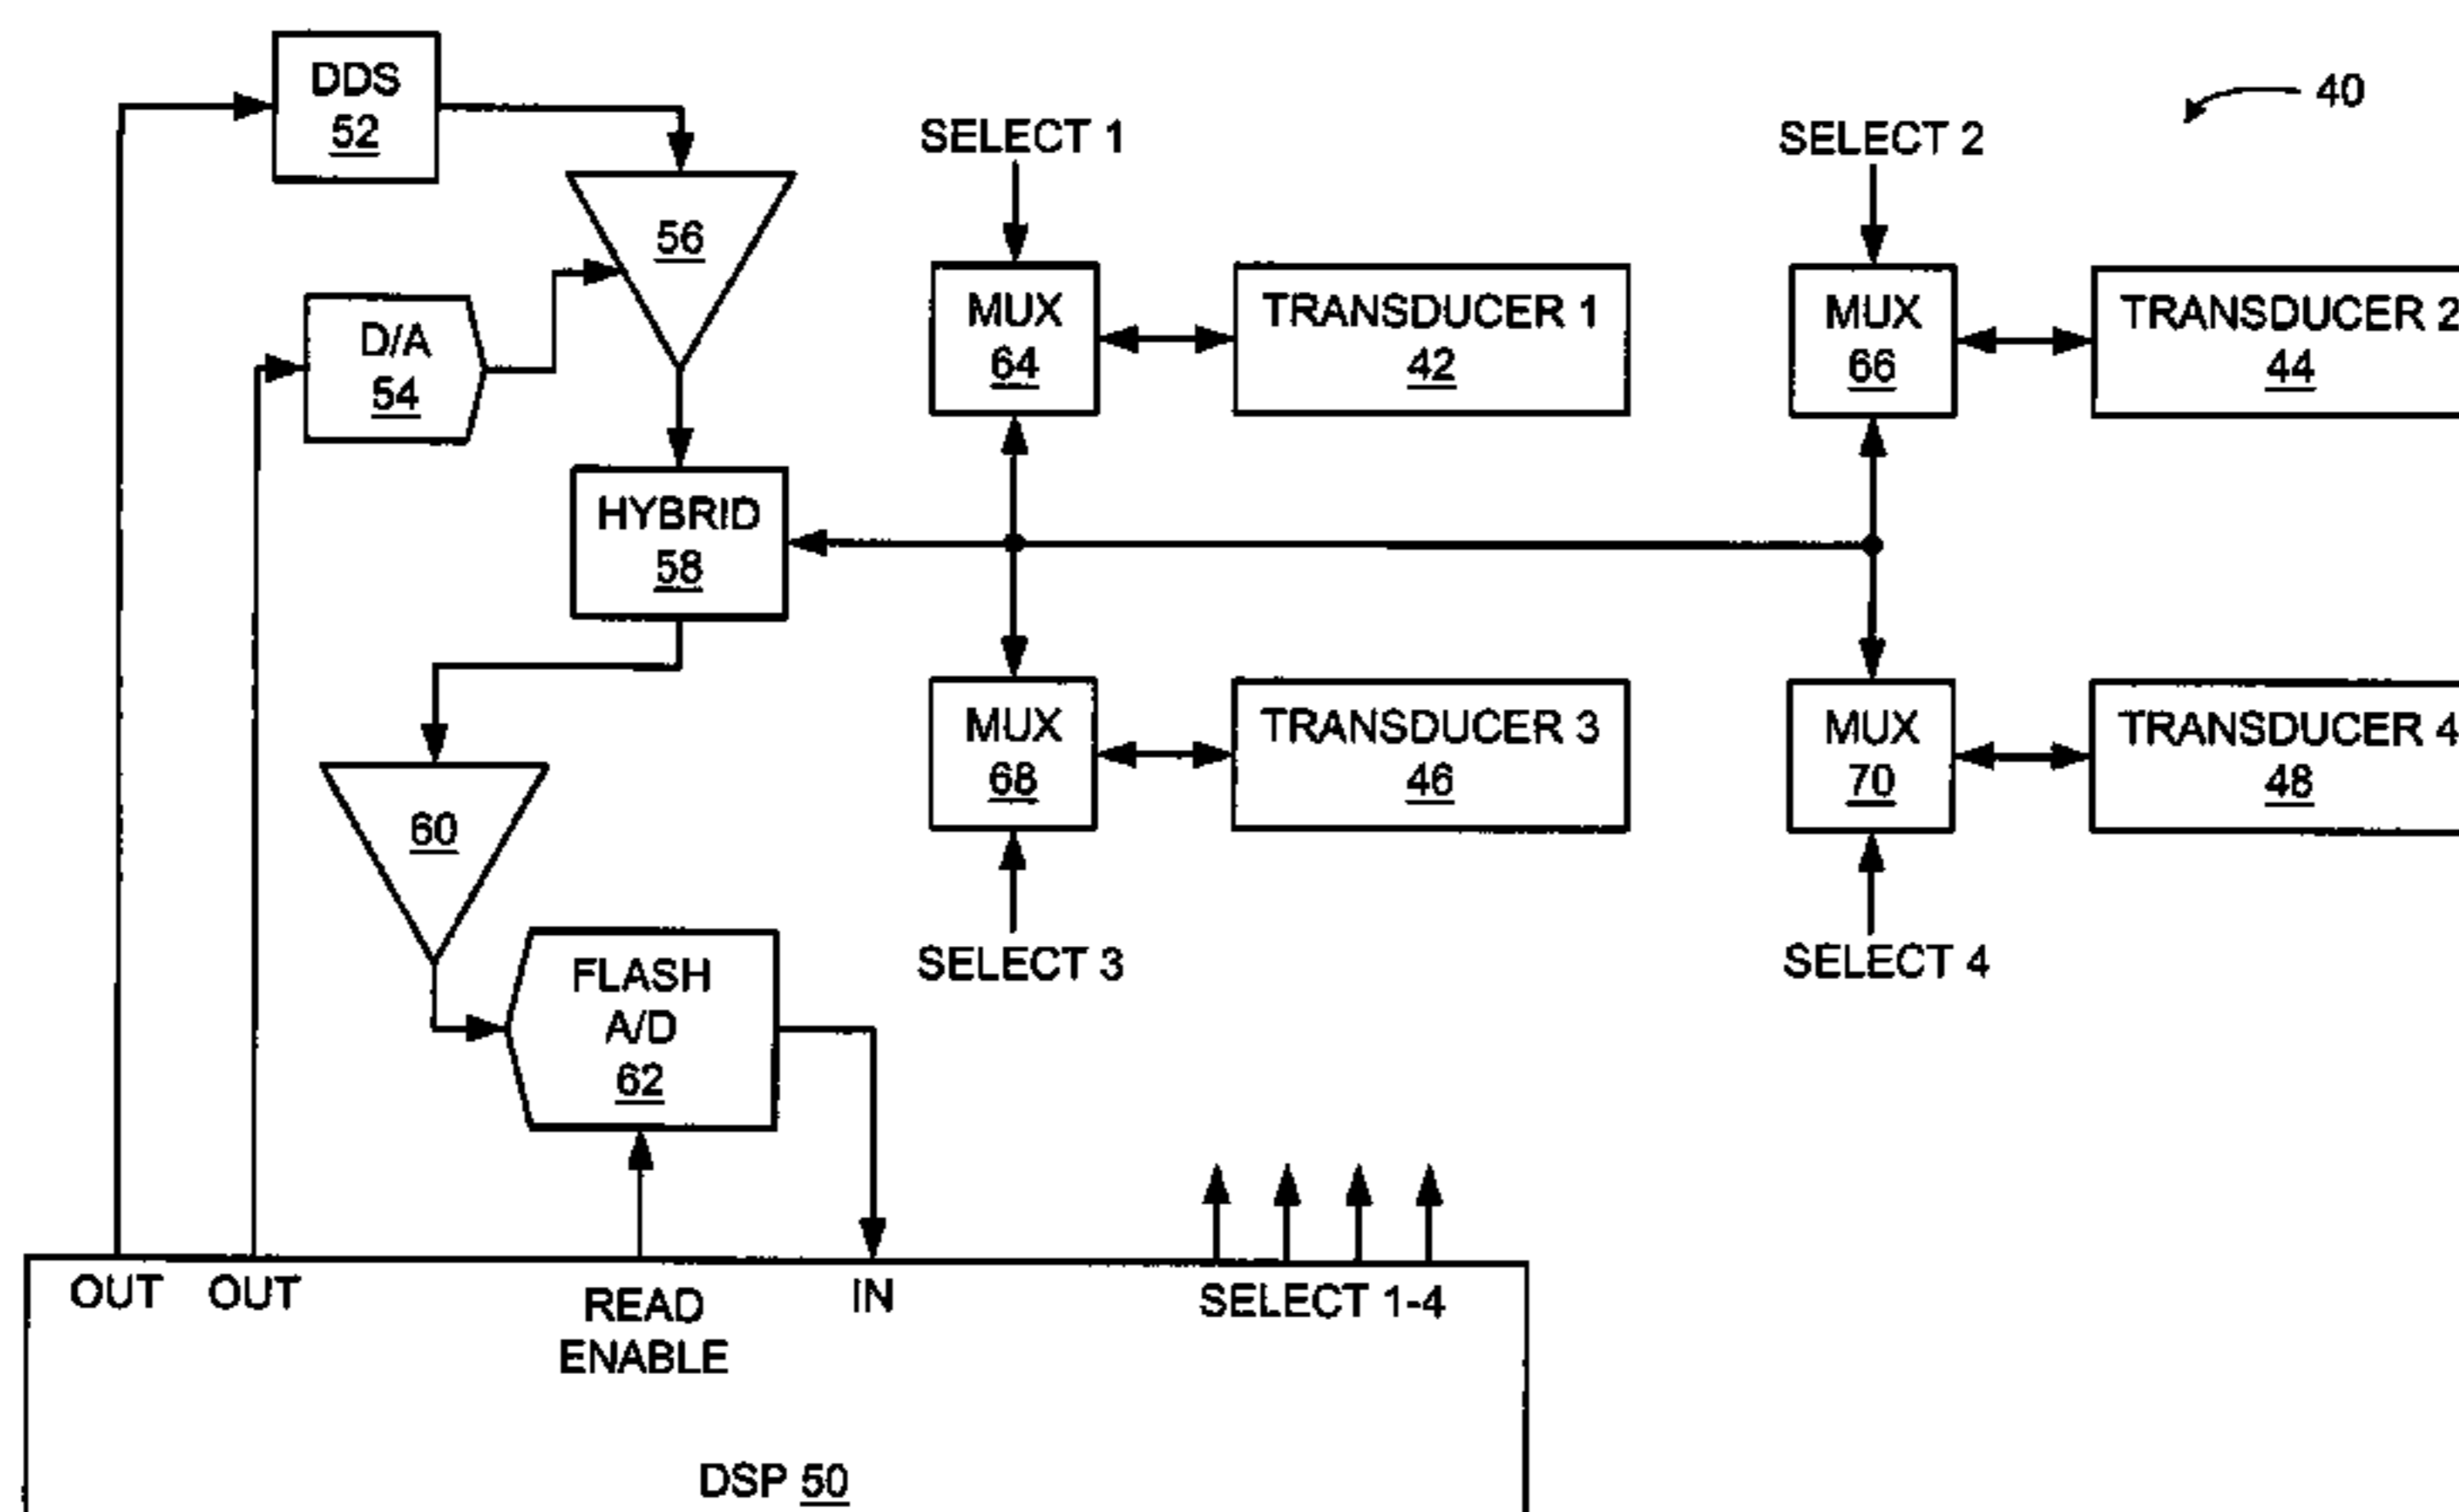 DDS
52
40
SELECT 1
SELECT 2
56
MUX
64
TRANSDUCER 1
42
MUX
66
TRANSDUCER 2
44
D/A
54
HYBRID
58
MUX
68
TRANSDUCER 3
46
MUX
70
TRANSDUCER 4
48
60
SELECT 3
SELECT 4
FLASH
A/D
62
OUT
OUT
READ
ENABLE
IN
SELECT 1-4
DSP 50